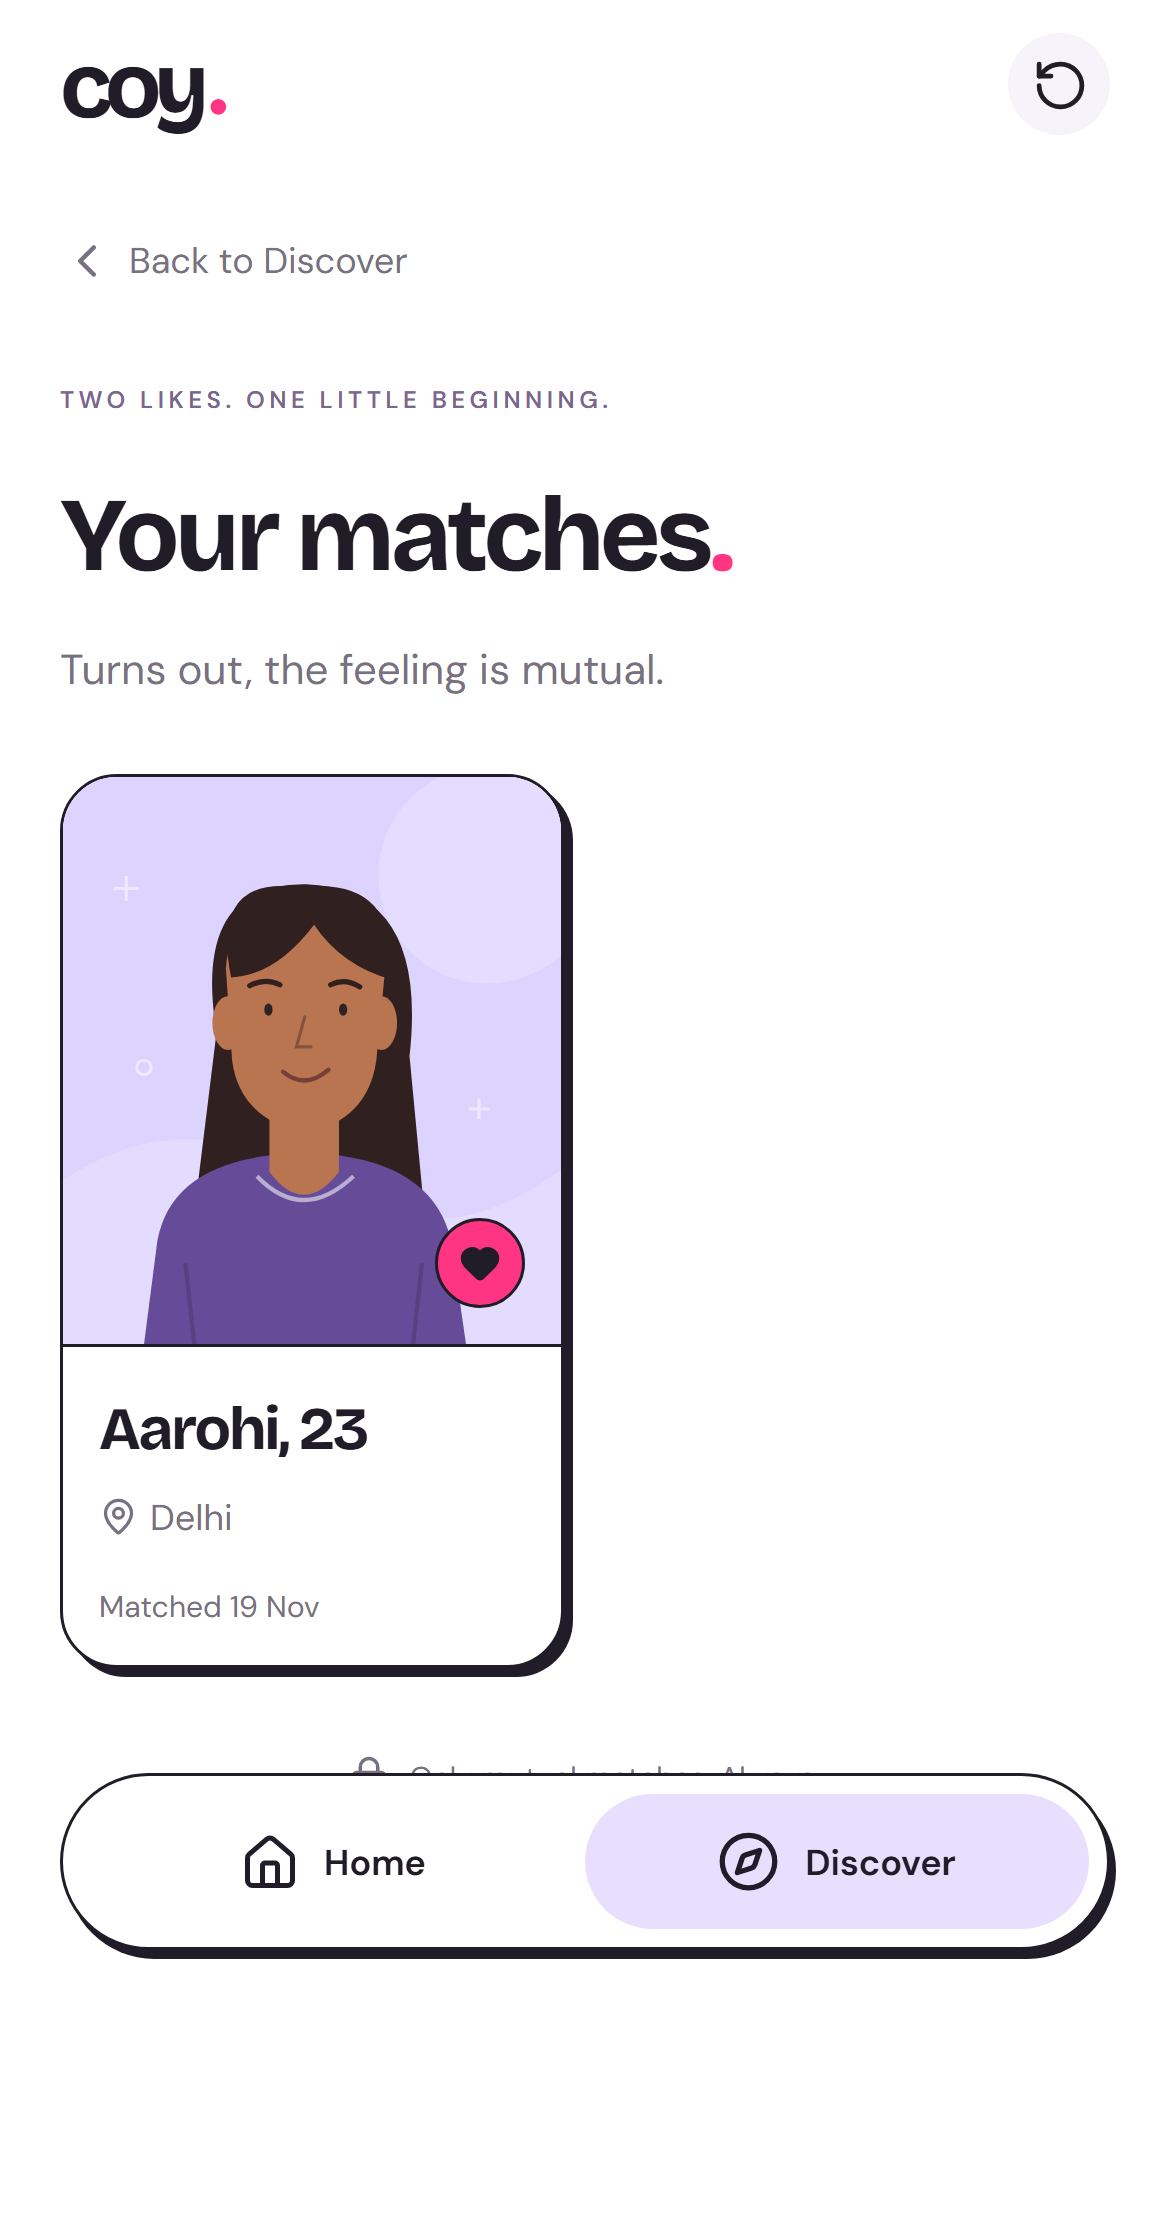 coy.
Back to Discover
TWO LIKES. ONE LITTLE BEGINNING.
Your matches.
Turns out, the feeling is mutual.
Aarohi, 23
Delhi
Matched 19 Nov
Home
Discover